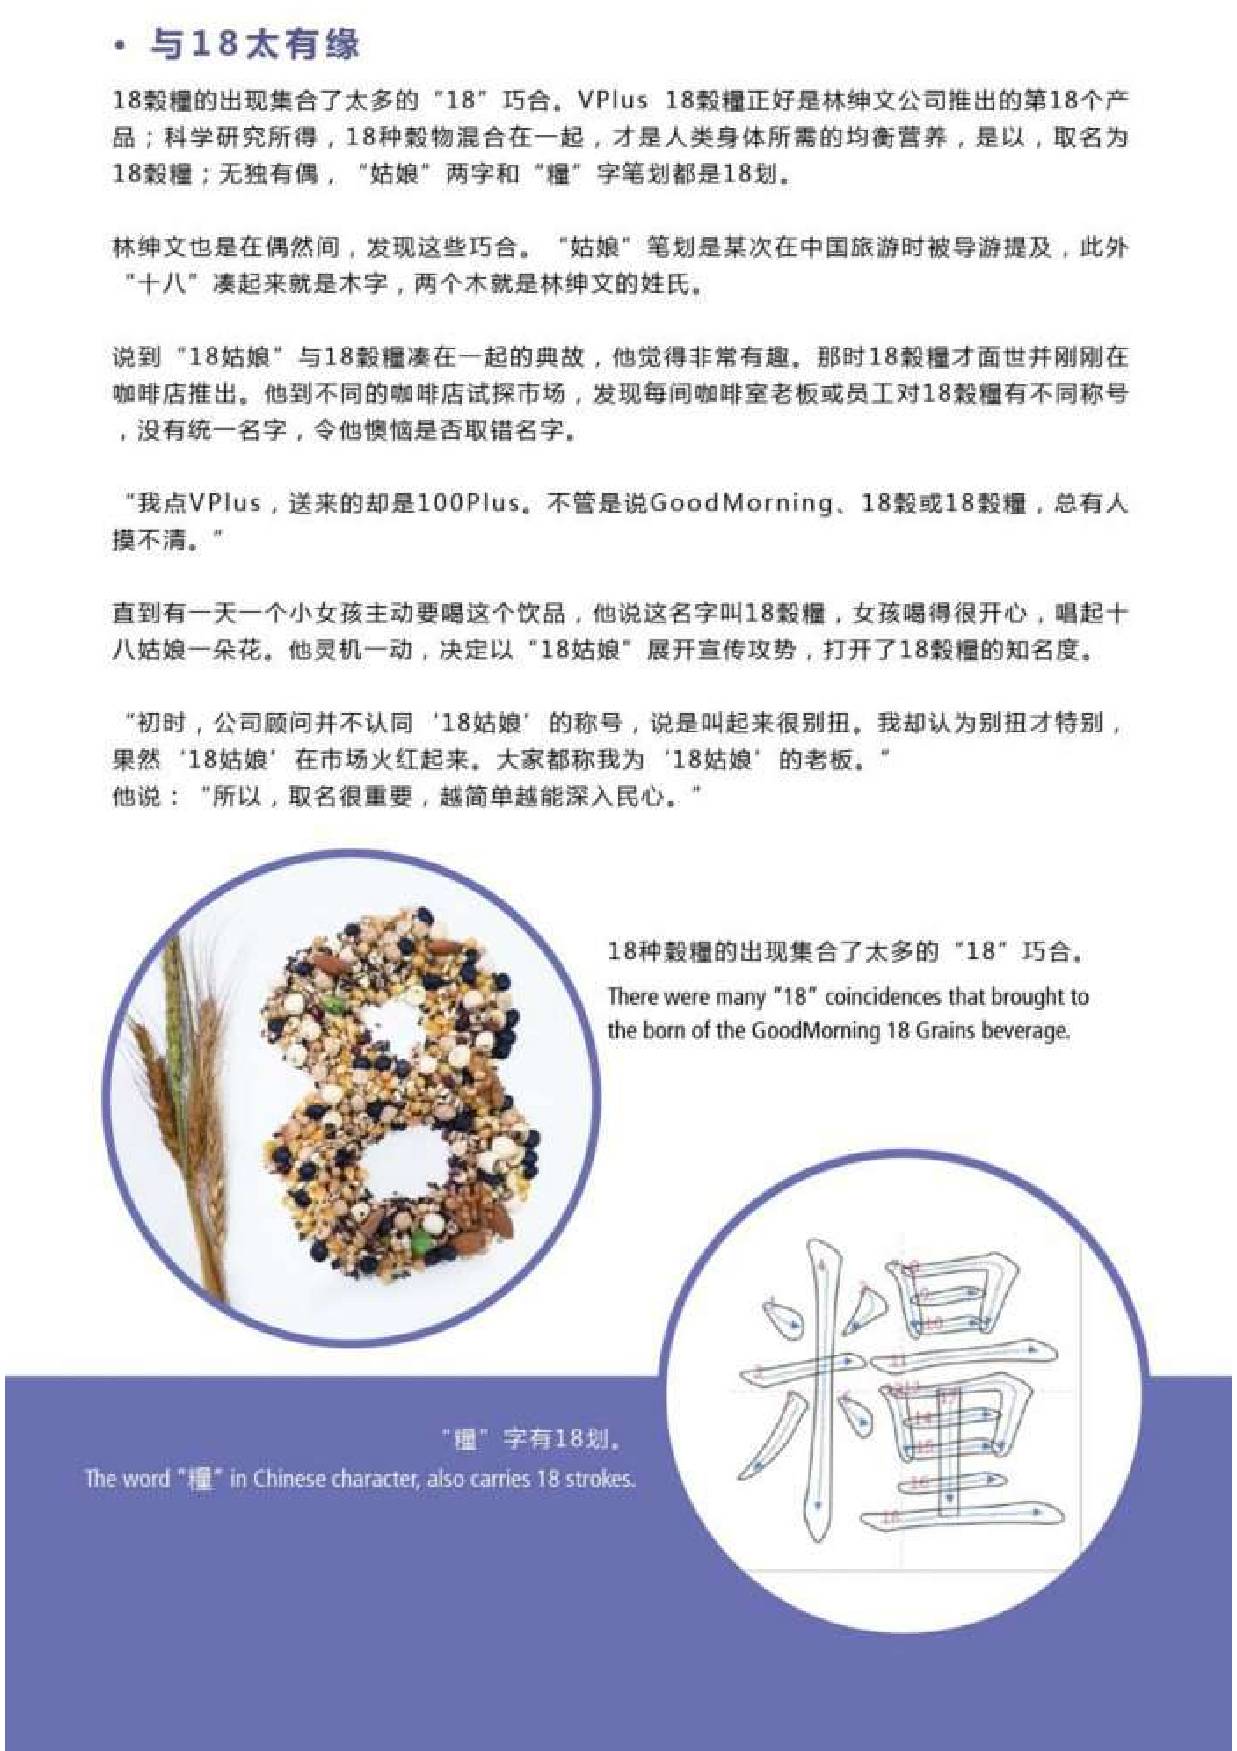 • 与18太有缘
18穀糧的出现集合了太多的“18”巧合。VPlus 18穀糧正好是林绅文公司推出的第18个产
品；科学研究所得，18种穀物混合在一起，才是人类身体所需的均衡营养，是以，取名为
18穀糧；无独有偶，“姑娘”两字和“糧”字笔划都是18划。
林绅文也是在偶然间，发现这些巧合。“姑娘”笔划是某次在中国旅游时被导游提及，此外
“十八”凑起来就是木字，两个木就是林绅文的姓氏。
说到“18姑娘”与18穀糧凑在一起的典故，他觉得非常有趣。那时18穀糧才面世并刚刚在
咖啡店推出。他到不同的咖啡店试探市场，发现每间咖啡室老板或员工对18穀糧有不同称号
，没有统一名字，令他懊恼是否取错名字。
“我点VPlus，送来的却是100Plus。不管是说GoodMorning、18穀或18穀糧，总有人
摸不清。”
直到有一天一个小女孩主动要喝这个饮品，他说这名字叫18穀糧，女孩喝得很开心，唱起十
八姑娘一朵花。他灵机一动，决定以“18姑娘”展开宣传攻势，打开了18穀糧的知名度。
“初时，公司顾问并不认同‘18姑娘’的称号，说是叫起来很别扭。我却认为别扭才特别，
果然‘18姑娘’在市场火红起来。大家都称我为‘18姑娘’的老板。”
他说：“所以，取名很重要，越简单越能深入民心。”
18种穀糧的出现集合了太多的“18”巧合。
There were many "18" coincidences that brought to
the born of the GoodMorning 18 Grains beverage.
糧
“糧”字有18划。
The word "糧" in Chinese character, also carries 18 strokes.